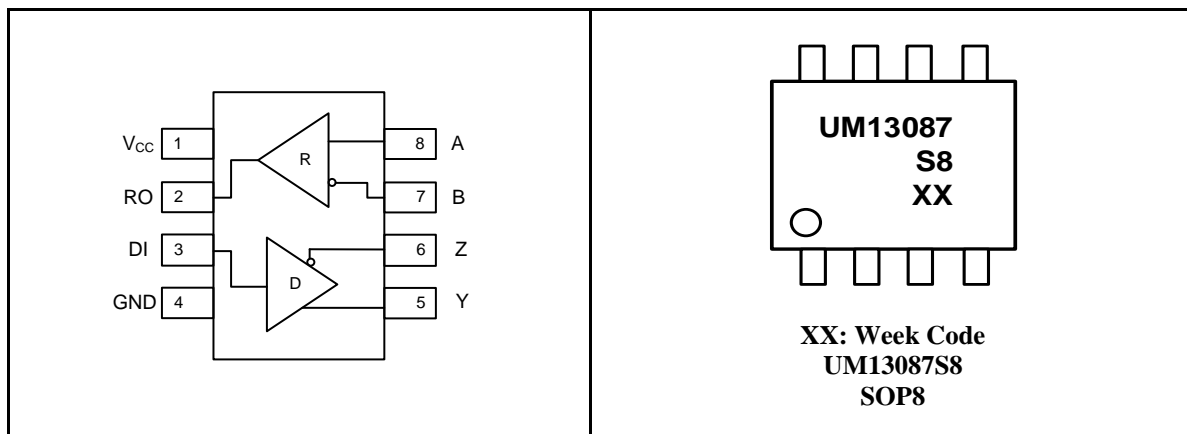 VCC 1
RO 2
DI 3
GND 4
8 A
7 B
6 Z
5 Y
R
D
UM13087
S8
XX
XX: Week Code
UM13087S8
SOP8